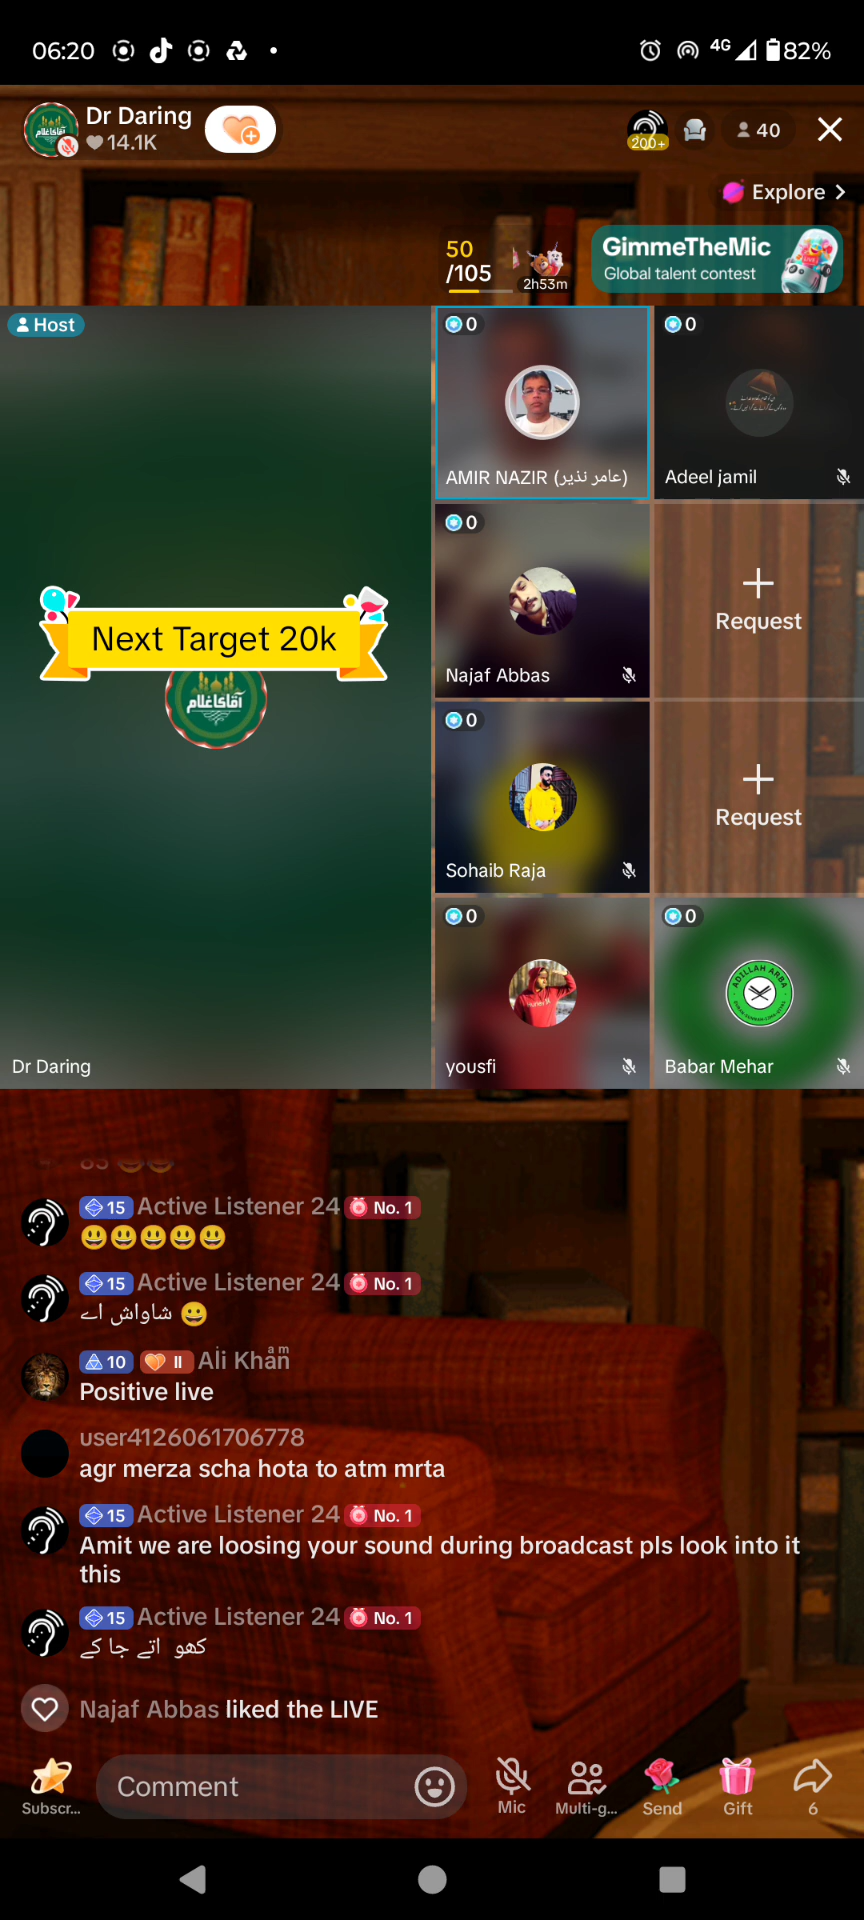 06:20
4G
82%
Dr Daring
14.1K
200+
40
Explore
50
/105
2h53m
GimmeTheMic
Global talent contest
Host
0
AMIR NAZIR (عامر نذیر)
0
Adeel jamil
Next Target 20k
آقا کا غلام
0
Najaf Abbas
Request
0
Sohaib Raja
Request
0
yousfi
0
ADILLAH ARBA
Babar Mehar
Dr Daring
15 Active Listener 24 No. 1
😃😃😃😃😃
15 Active Listener 24 No. 1
شاواش اے 😀
10 II Ali Khan
Positive live
user4126061706778
agr merza scha hota to atm mrta
15 Active Listener 24 No. 1
Amit we are loosing your sound during broadcast pls look into it
this
15 Active Listener 24 No. 1
کھو اتے جا کے
Najaf Abbas liked the LIVE
Subscr...
Comment
Mic
Multi-g...
Send
Gift
6